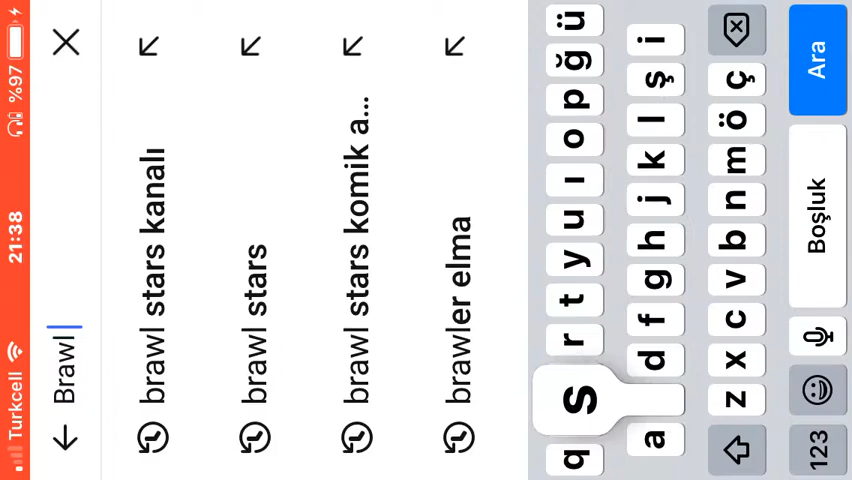 Turkcell 21:38 %97
Brawl
brawl stars kanalı
brawl stars
brawl stars komik a...
brawler elma
q s r t y u ı o p ğ ü
a d f g h j k l ş i
z x c v b n m ö ç
123 Boşluk Ara